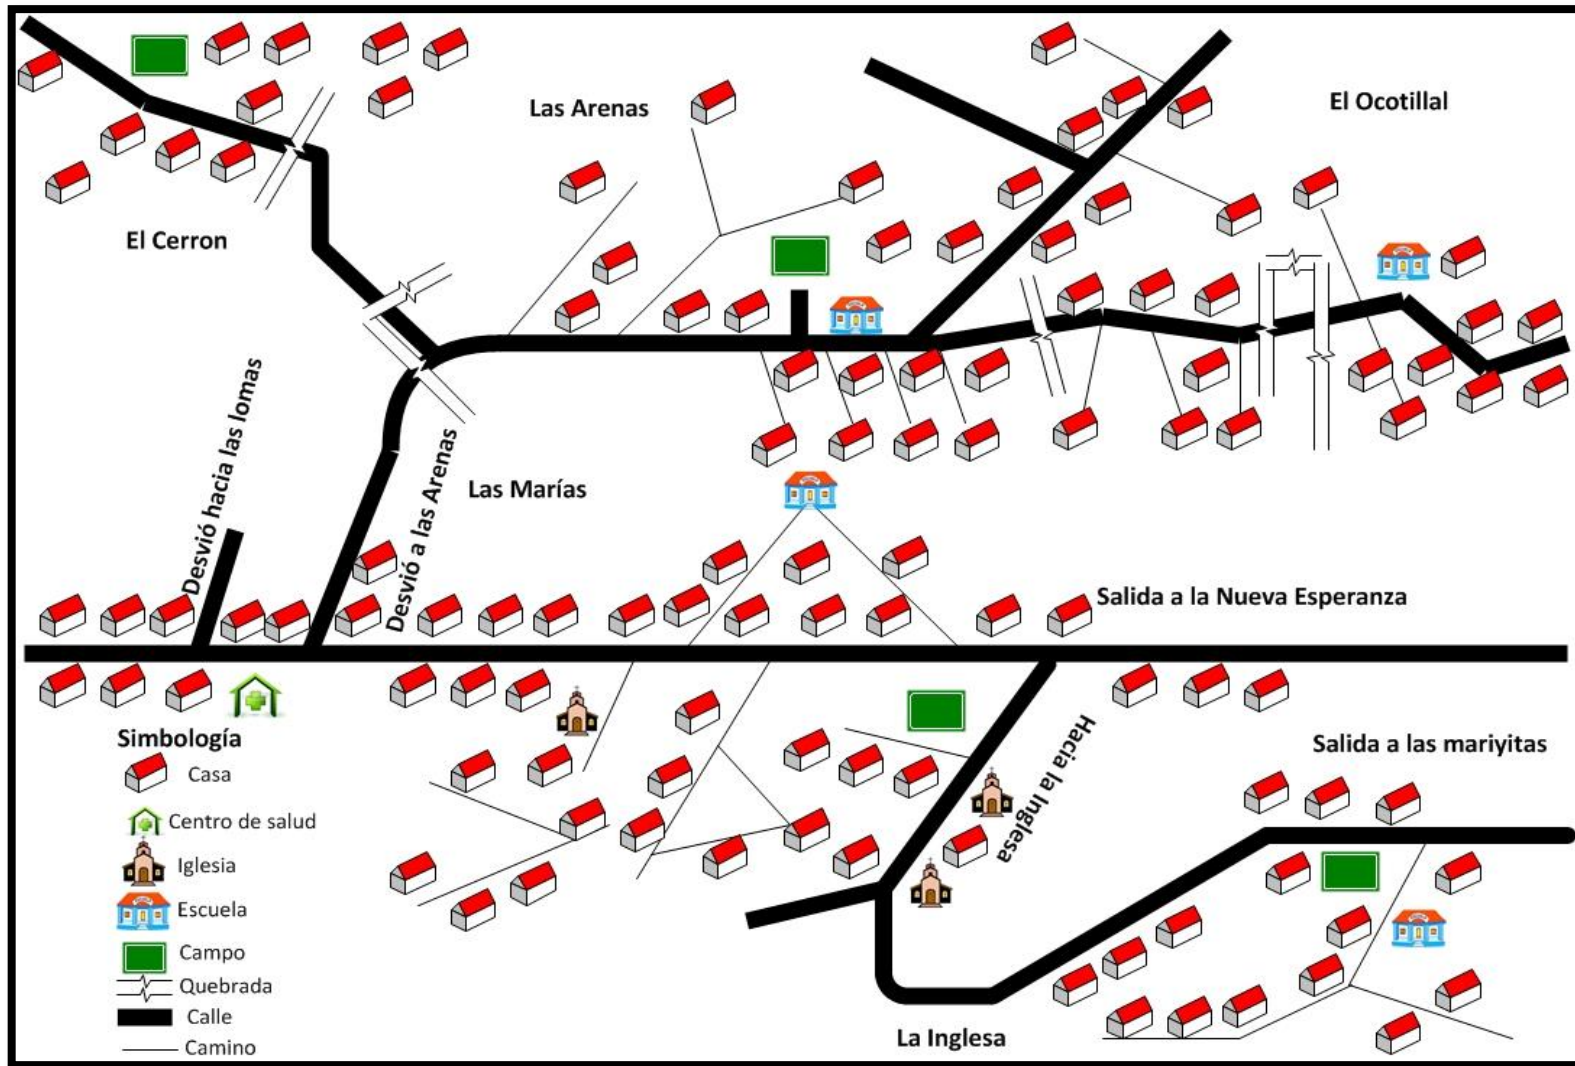 Las Arenas
El Ocotillal
El Cerron
Desvió hacia las lomas
Desvió a las Arenas
Las Marías
Salida a la Nueva Esperanza
Hacia la Inglesa
Salida a las mariyitas
La Inglesa
Simbología
Casa
Centro de salud
Iglesia
Escuela
Campo
Quebrada
Calle
Camino